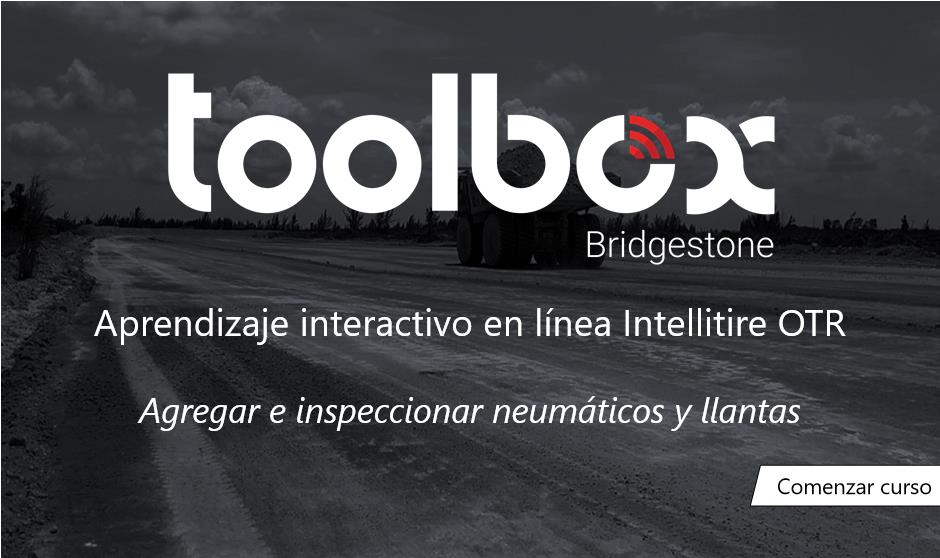 toolbox
Bridgestone
Aprendizaje interactivo en línea Intellitire OTR
Agregar e inspeccionar neumáticos y llantas
Comenzar curso